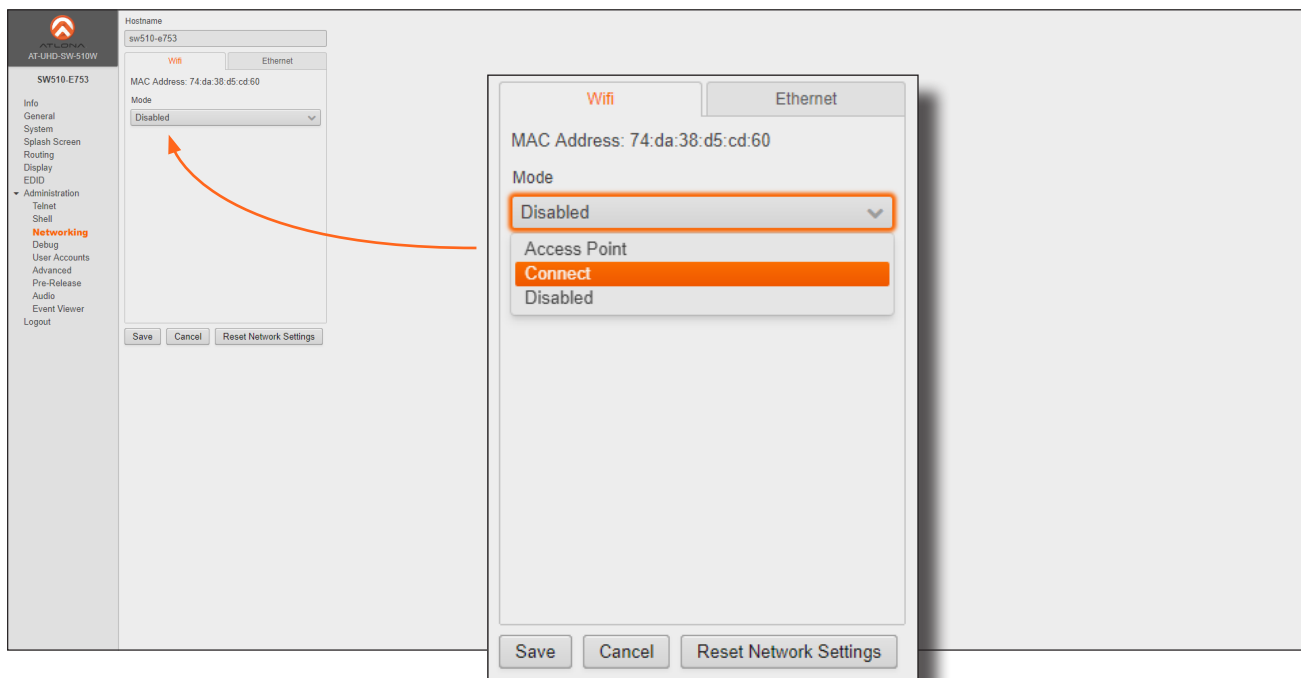 ATLONA
AT-UHD-SW-510W
SW510-E753
Info
General
System
Splash Screen
Routing
Display
EDID
Administration
Telnet
Shell
Networking
Debug
User Accounts
Advanced
Pre-Release
Audio
Event Viewer
Logout
Hostname
sw510-e753
Wifi Ethernet
MAC Address: 74:da:38:d5:cd:60
Mode
Disabled
Save Cancel Reset Network Settings
Wifi Ethernet
MAC Address: 74:da:38:d5:cd:60
Mode
Disabled
Access Point
Connect
Disabled
Save Cancel Reset Network Settings